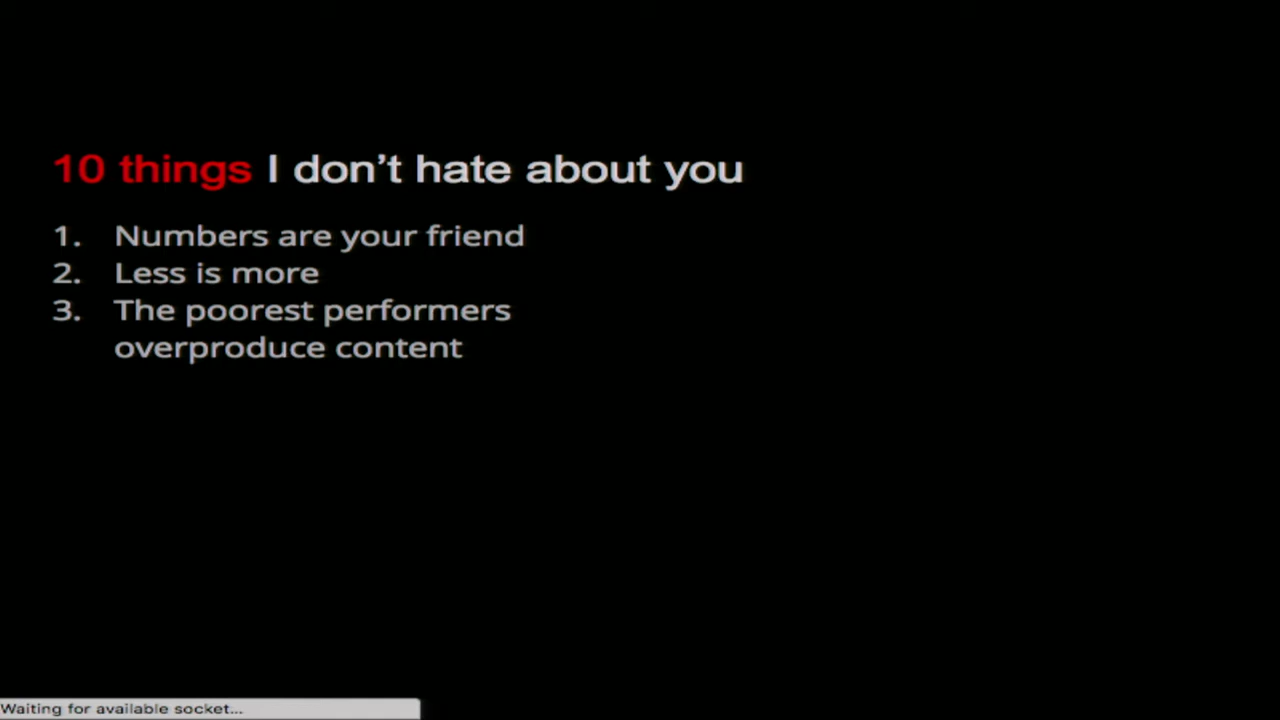 10 things I don't hate about you
1. Numbers are your friend
2. Less is more
3. The poorest performers
overproduce content
Waiting for available socket...